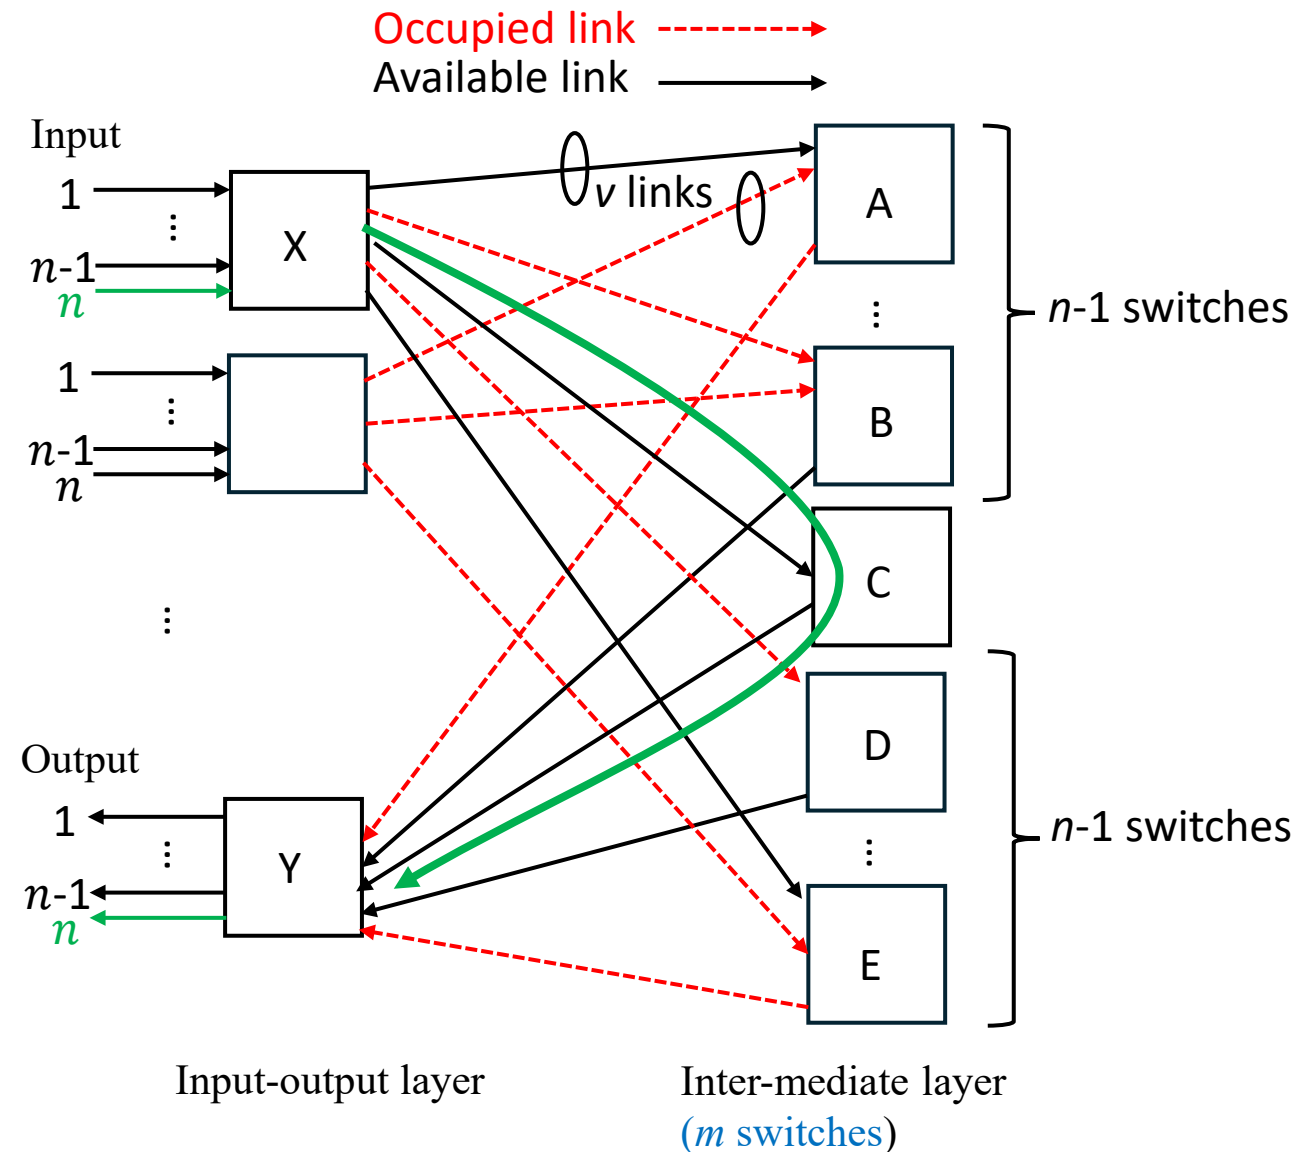 Occupied link
Available link
Input
1
⋮
n-1
n
X
v links
A
⋮
n-1 switches
1
⋮
n-1
n
B
C
⋮
D
Output
1
⋮
n-1
n
Y
⋮
n-1 switches
E
Input-output layer
Inter-mediate layer
(m switches)